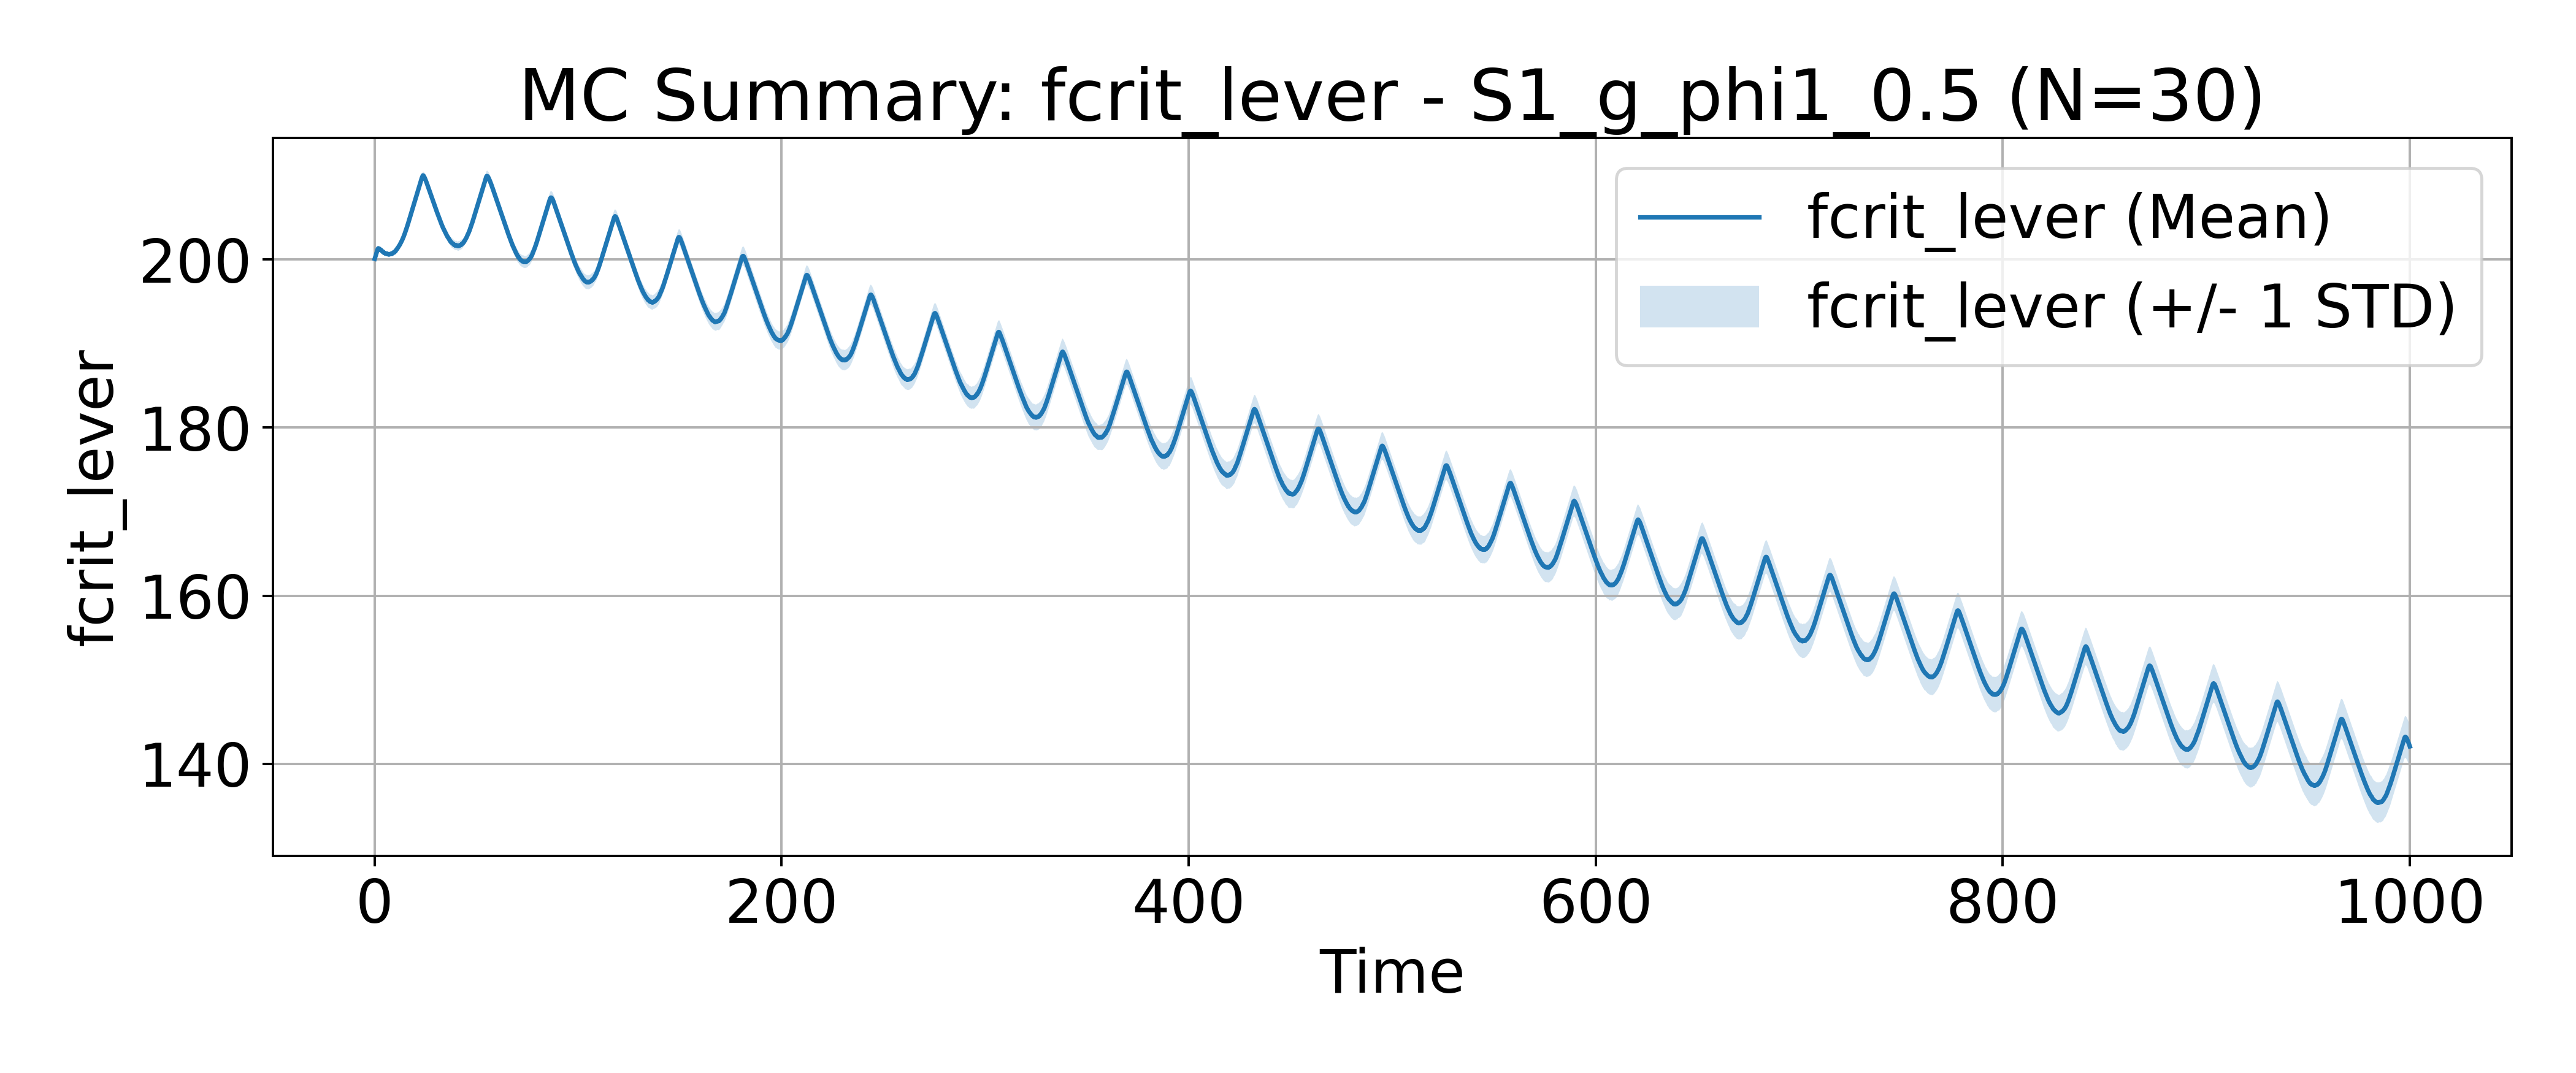 MC Summary: fcrit_lever - S1_g_phi1_0.5 (N=30)
fcrit_lever (Mean)
fcrit_lever (+/- 1 STD)
fcrit_lever
200
180
160
140
0 200 400 600 800 1000
Time